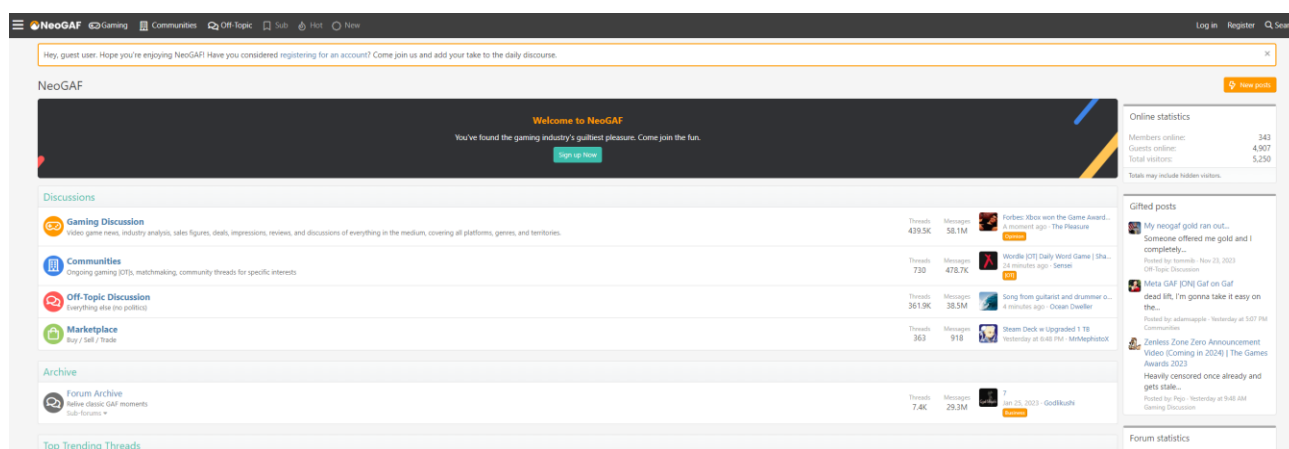 NeoGAF Gaming Communities Off-Topic Sub Hot New Log in Register Sear
Hey, guest user. Hope you're enjoying NeoGAF! Have you considered registering for an account? Come join us and add your take to the daily discourse.
NeoGAF
New posts
Welcome to NeoGAF
You've found the gaming industry's guiltiest pleasure. Come join the fun.
Sign up Now
Discussions
Gaming Discussion
Video game news, industry analysis, sales figures, deals, impressions, reviews, and discussions of everything in the medium, covering all platforms, genres, and territories.
Threads
439.5K
Messages
58.1M
Forbes: Xbox won the Game Award...
A moment ago · The Pleasure
Opinion
Communities
Ongoing gaming |OT|s, matchmaking, community threads for specific interests
Threads
730
Messages
478.7K
Wordle |OT| Daily Word Game | Sha...
24 minutes ago · Sensei
|OT|
Off-Topic Discussion
Everything else (no politics)
Threads
361.9K
Messages
38.5M
Song from guitarist and drummer o...
4 minutes ago · Ocean Dweller
Marketplace
Buy / Sell / Trade
Threads
363
Messages
918
Steam Deck w Upgraded 1 TB
Yesterday at 8:48 PM · MrMephistoX
Archive
Forum Archive
Relive classic GAF moments
Sub-forums
Threads
7.4K
Messages
29.3M
7
Jan 25, 2023 · Godlikushi
Business
Top Trending Threads
Online statistics
Members online: 343
Guests online: 4,907
Total visitors: 5,250
Totals may include hidden visitors.
Gifted posts
My neogaf gold ran out...
Someone offered me gold and I
completely...
Posted by: tommib · Nov 23, 2023
Off-Topic Discussion
Meta GAF |ON| Gaf on Gaf
dead lift, I'm gonna take it easy on
the...
Posted by: adamsapple · Yesterday at 5:07 PM
Communities
Zenless Zone Zero Announcement
Video (Coming in 2024) | The Games
Awards 2023
Heavily censored once already and
gets stale...
Posted by: Pejo · Yesterday at 9:48 AM
Gaming Discussion
Forum statistics